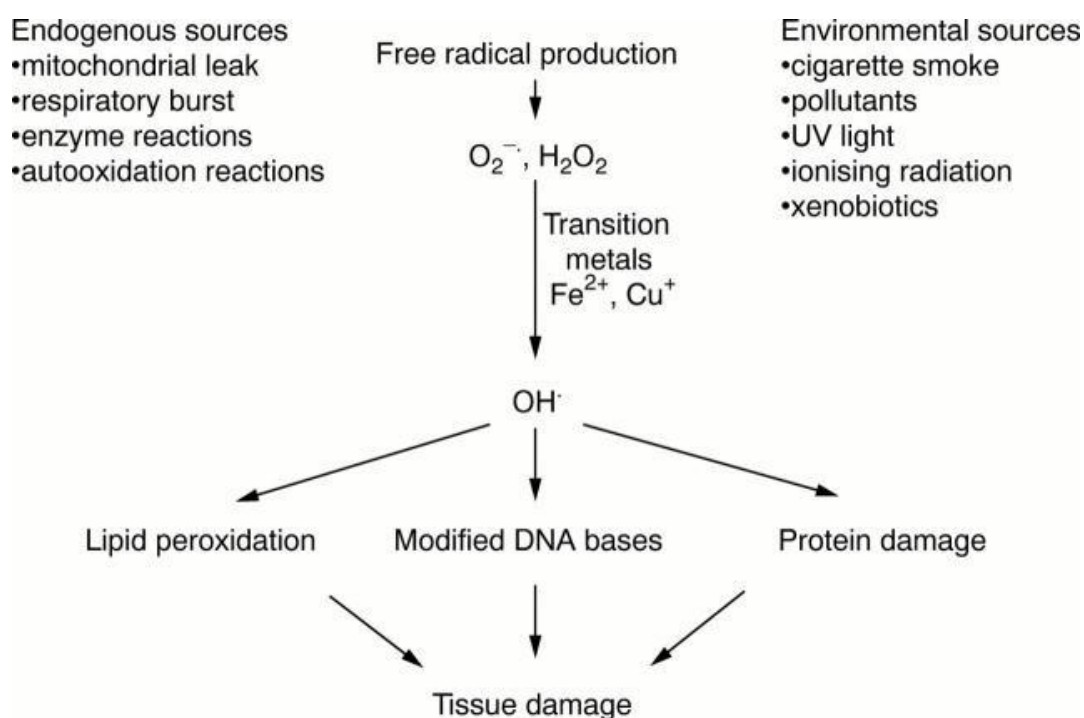 Endogenous sources
•mitochondrial leak
•respiratory burst
•enzyme reactions
•autooxidation reactions
Free radical production
Environmental sources
•cigarette smoke
•pollutants
•UV light
•ionising radiation
•xenobiotics
O₂⁻·, H₂O₂
Transition
metals
Fe²⁺, Cu⁺
OH·
Lipid peroxidation
Modified DNA bases
Protein damage
Tissue damage